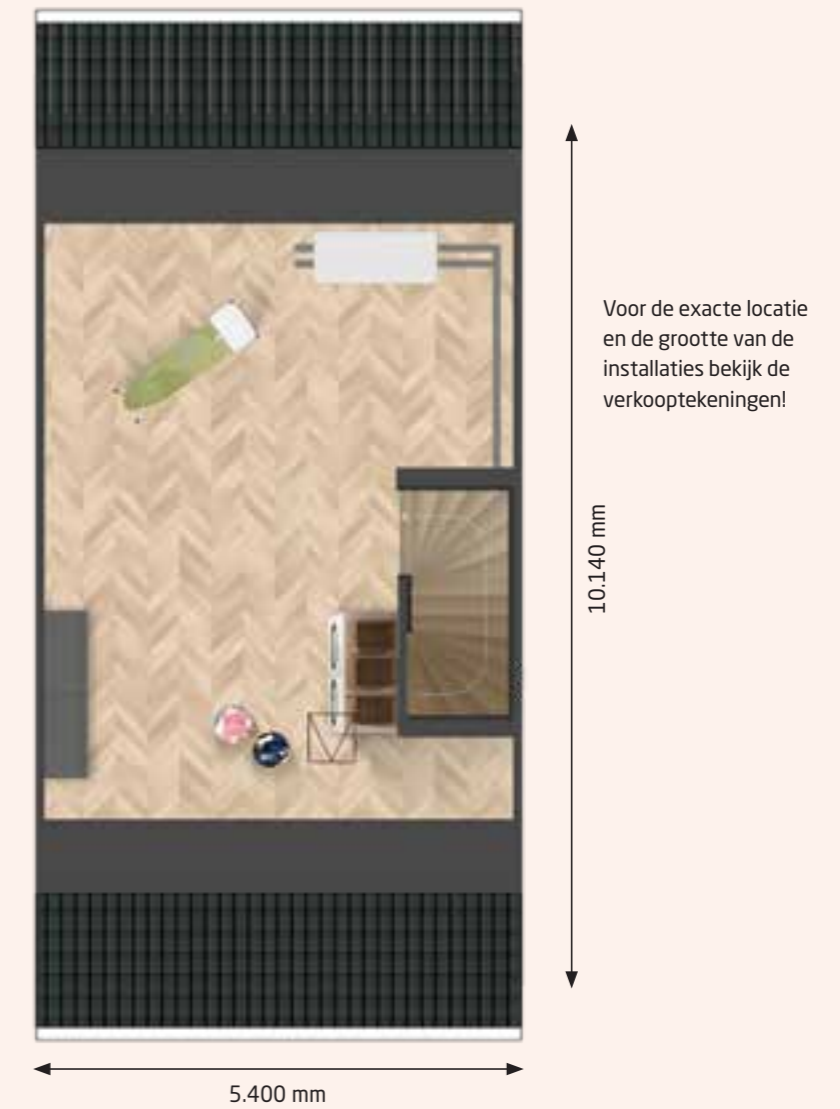 Voor de exacte locatie
en de grootte van de
installaties bekijk de
verkooptekeningen!
10.140 mm
5.400 mm